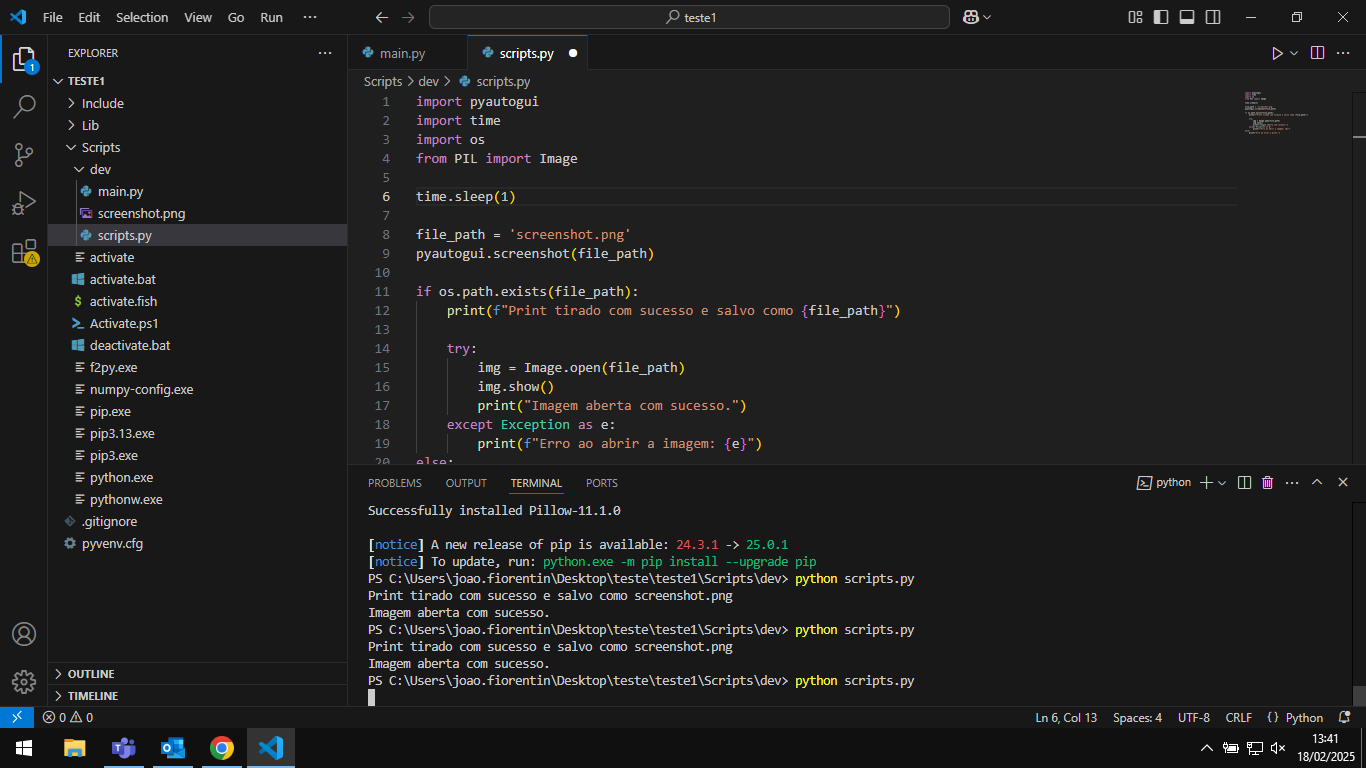 File Edit Selection View Go Run ···
teste1
EXPLORER ···
TESTE1
Include
Lib
Scripts
dev
main.py
screenshot.png
scripts.py
activate
activate.bat
$ activate.fish
Activate.ps1
deactivate.bat
f2py.exe
numpy-config.exe
pip.exe
pip3.13.exe
pip3.exe
python.exe
pythonw.exe
.gitignore
pyvenv.cfg
OUTLINE
TIMELINE
1
main.py scripts.py
Scripts > dev > scripts.py
1 import pyautogui
2 import time
3 import os
4 from PIL import Image
5
6 time.sleep(1)
7
8 file_path = 'screenshot.png'
9 pyautogui.screenshot(file_path)
10
11 if os.path.exists(file_path):
12     print(f"Print tirado com sucesso e salvo como {file_path}")
13
14     try:
15         img = Image.open(file_path)
16         img.show()
17         print("Imagem aberta com sucesso.")
18     except Exception as e:
19         print(f"Erro ao abrir a imagem: {e}")
20 else:
PROBLEMS OUTPUT TERMINAL PORTS
python
Successfully installed Pillow-11.1.0
[notice] A new release of pip is available: 24.3.1 -> 25.0.1
[notice] To update, run: python.exe -m pip install --upgrade pip
PS C:\Users\joao.fiorentin\Desktop\teste\teste1\Scripts\dev> python scripts.py
Print tirado com sucesso e salvo como screenshot.png
Imagem aberta com sucesso.
PS C:\Users\joao.fiorentin\Desktop\teste\teste1\Scripts\dev> python scripts.py
Print tirado com sucesso e salvo como screenshot.png
Imagem aberta com sucesso.
PS C:\Users\joao.fiorentin\Desktop\teste\teste1\Scripts\dev> python scripts.py
0 0
Ln 6, Col 13 Spaces: 4 UTF-8 CRLF {} Python
13:41
18/02/2025